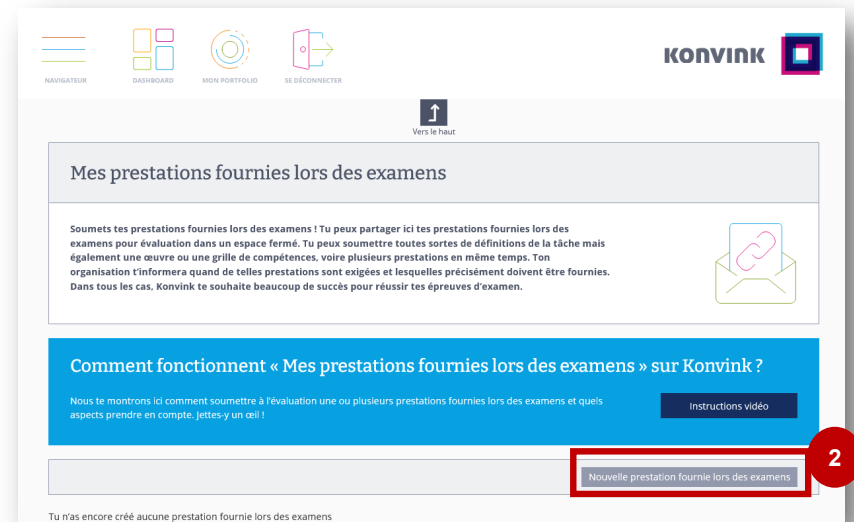 NAVIGATEUR
DASHBOARD
MON PORTFOLIO
SE DÉCONNECTER
KONVINK
Vers le haut
Mes prestations fournies lors des examens
Soumets tes prestations fournies lors des examens ! Tu peux partager ici tes prestations fournies lors des
examens pour évaluation dans un espace fermé. Tu peux soumettre toutes sortes de définitions de la tâche mais
également une œuvre ou une grille de compétences, voire plusieurs prestations en même temps. Ton
organisation t'informera quand de telles prestations sont exigées et lesquelles précisément doivent être fournies.
Dans tous les cas, Konvink te souhaite beaucoup de succès pour réussir tes épreuves d'examen.
Comment fonctionnent « Mes prestations fournies lors des examens » sur Konvink ?
Nous te montrons ici comment soumettre à l'évaluation une ou plusieurs prestations fournies lors des examens et quels
aspects prendre en compte. Jettes-y un œil !
Instructions vidéo
2
Nouvelle prestation fournie lors des examens
Tu n'as encore créé aucune prestation fournie lors des examens